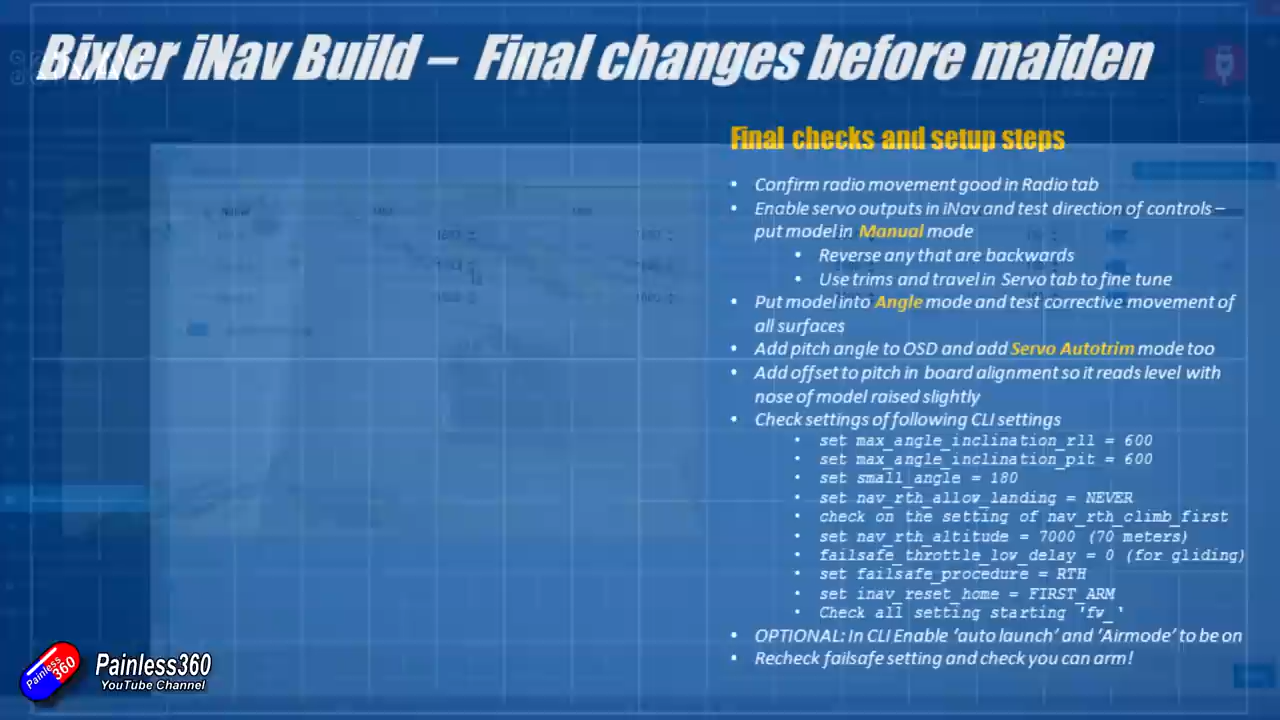 Bixler iNav Build – Final changes before maiden
Final checks and setup steps
• Confirm radio movement good in Radio tab
• Enable servo outputs in iNav and test direction of controls –
put model in Manual mode
• Reverse any that are backwards
• Use trims and travel in Servo tab to fine tune
• Put model into Angle mode and test corrective movement of
all surfaces
• Add pitch angle to OSD and add Servo Autotrim mode too
• Add offset to pitch in board alignment so it reads level with
nose of model raised slightly
• Check settings of following CLI settings
• set max_angle_inclination_rll = 600
• set max_angle_inclination_pit = 600
• set small_angle = 180
• set nav_rth_allow_landing = NEVER
• check on the setting of nav_rth_climb_first
• set nav_rth_altitude = 7000 (70 meters)
• failsafe_throttle_low_delay = 0 (for gliding)
• set failsafe_procedure = RTH
• set inav_reset_home = FIRST_ARM
• Check all setting starting 'fw_'
• OPTIONAL: In CLI Enable ‘auto launch’ and ‘Airmode’ to be on
• Recheck failsafe setting and check you can arm!
Painless 360
Painless360
YouTube Channel